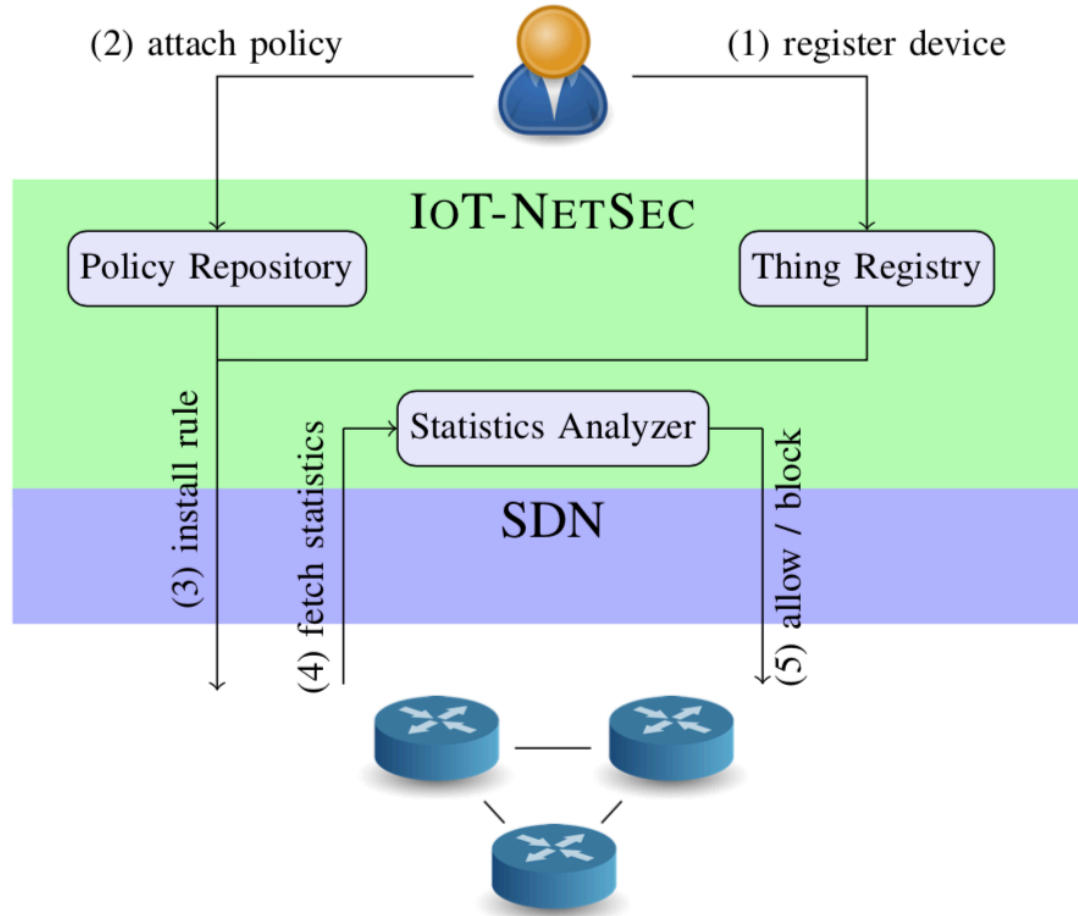 (2) attach policy
(1) register device
IOT-NETSEC
Policy Repository
Thing Registry
Statistics Analyzer
(3) install rule
(4) fetch statistics
(5) allow / block
SDN